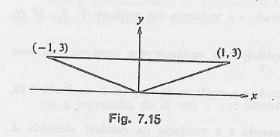 y
(−1, 3)
(1, 3)
x
Fig. 7.15